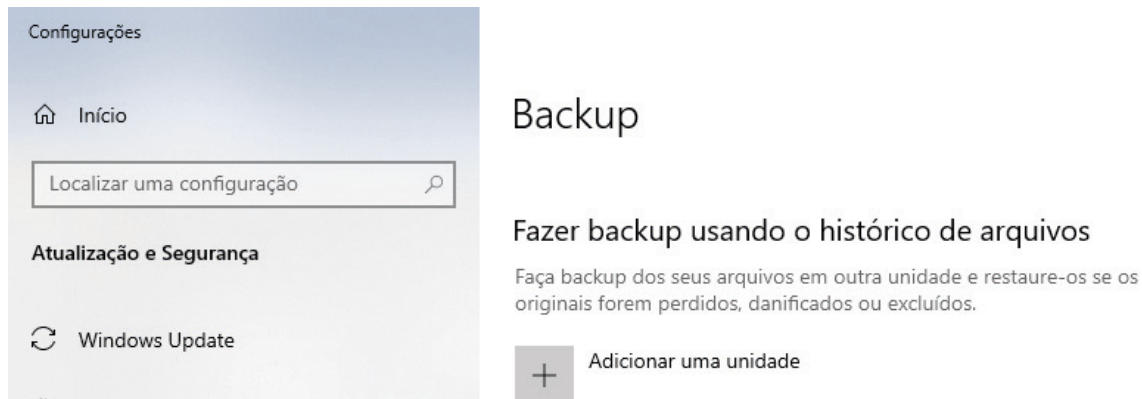 Configurações
Início
Localizar uma configuração
Atualização e Segurança
Windows Update
Backup
Fazer backup usando o histórico de arquivos
Faça backup dos seus arquivos em outra unidade e restaure-os se os
originais forem perdidos, danificados ou excluídos.
Adicionar uma unidade